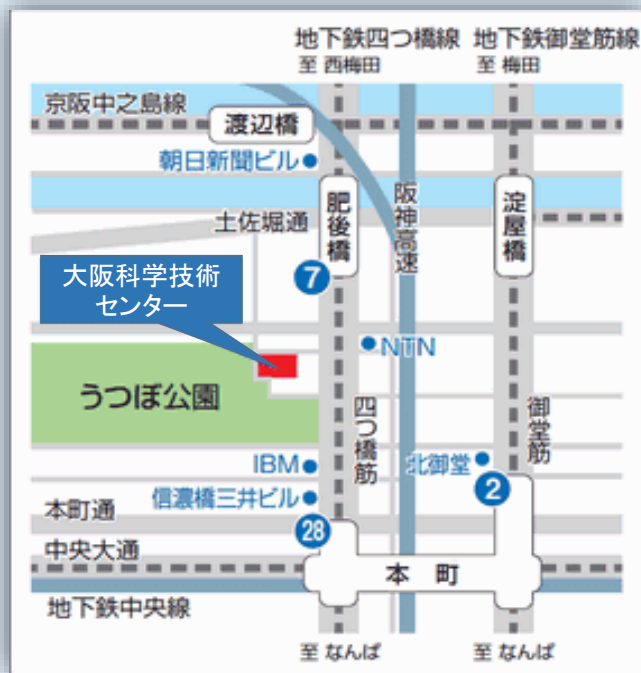 地下鉄四つ橋線 地下鉄御堂筋線
至 西梅田 至 梅田
京阪中之島線
渡辺橋
朝日新聞ビル
肥後橋
阪神高速
淀屋橋
土佐堀通
大阪科学技術
センター
7
NTN
うつぼ公園
四つ橋筋
御堂筋
IBM
北御堂
2
信濃橋三井ビル
本町通
28
中央大通
本町
地下鉄中央線
至 なんば 至 なんば